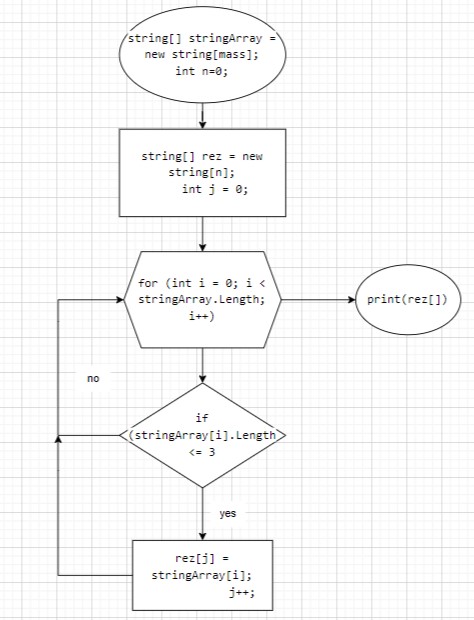 string[] stringArray =
new string[mass];
int n=0;
string[] rez = new
string[n];
int j = 0;
for (int i = 0; i <
stringArray.Length;
i++)
print(rez[])
no
if
(stringArray[i].Length
<= 3
yes
rez[j] =
stringArray[i];
j++;